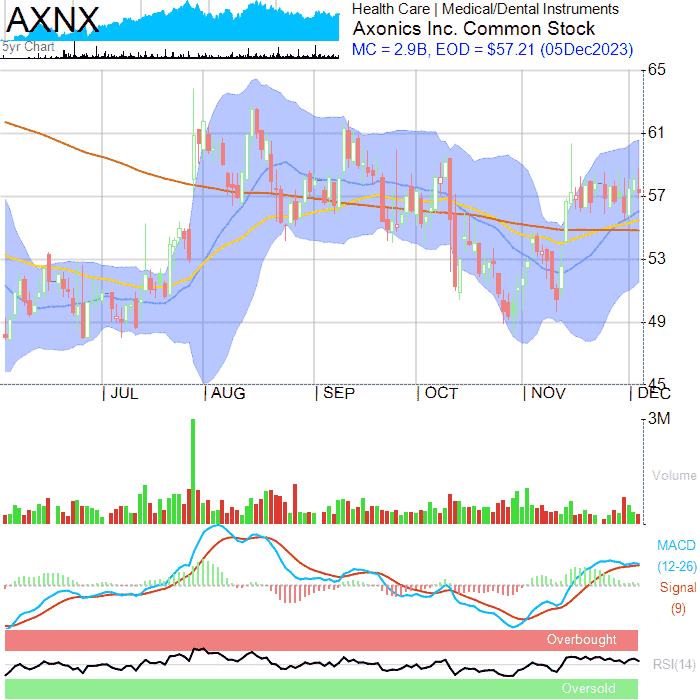 AXNX
5yr Chart
Health Care | Medical/Dental Instruments
Axonics Inc. Common Stock
MC = 2.9B, EOD = $57.21 (05Dec2023)
65
61
57
53
49
45
JUL AUG SEP OCT NOV DEC
3M
Volume
MACD
(12-26)
Signal
(9)
Overbought
RSI(14)
Oversold